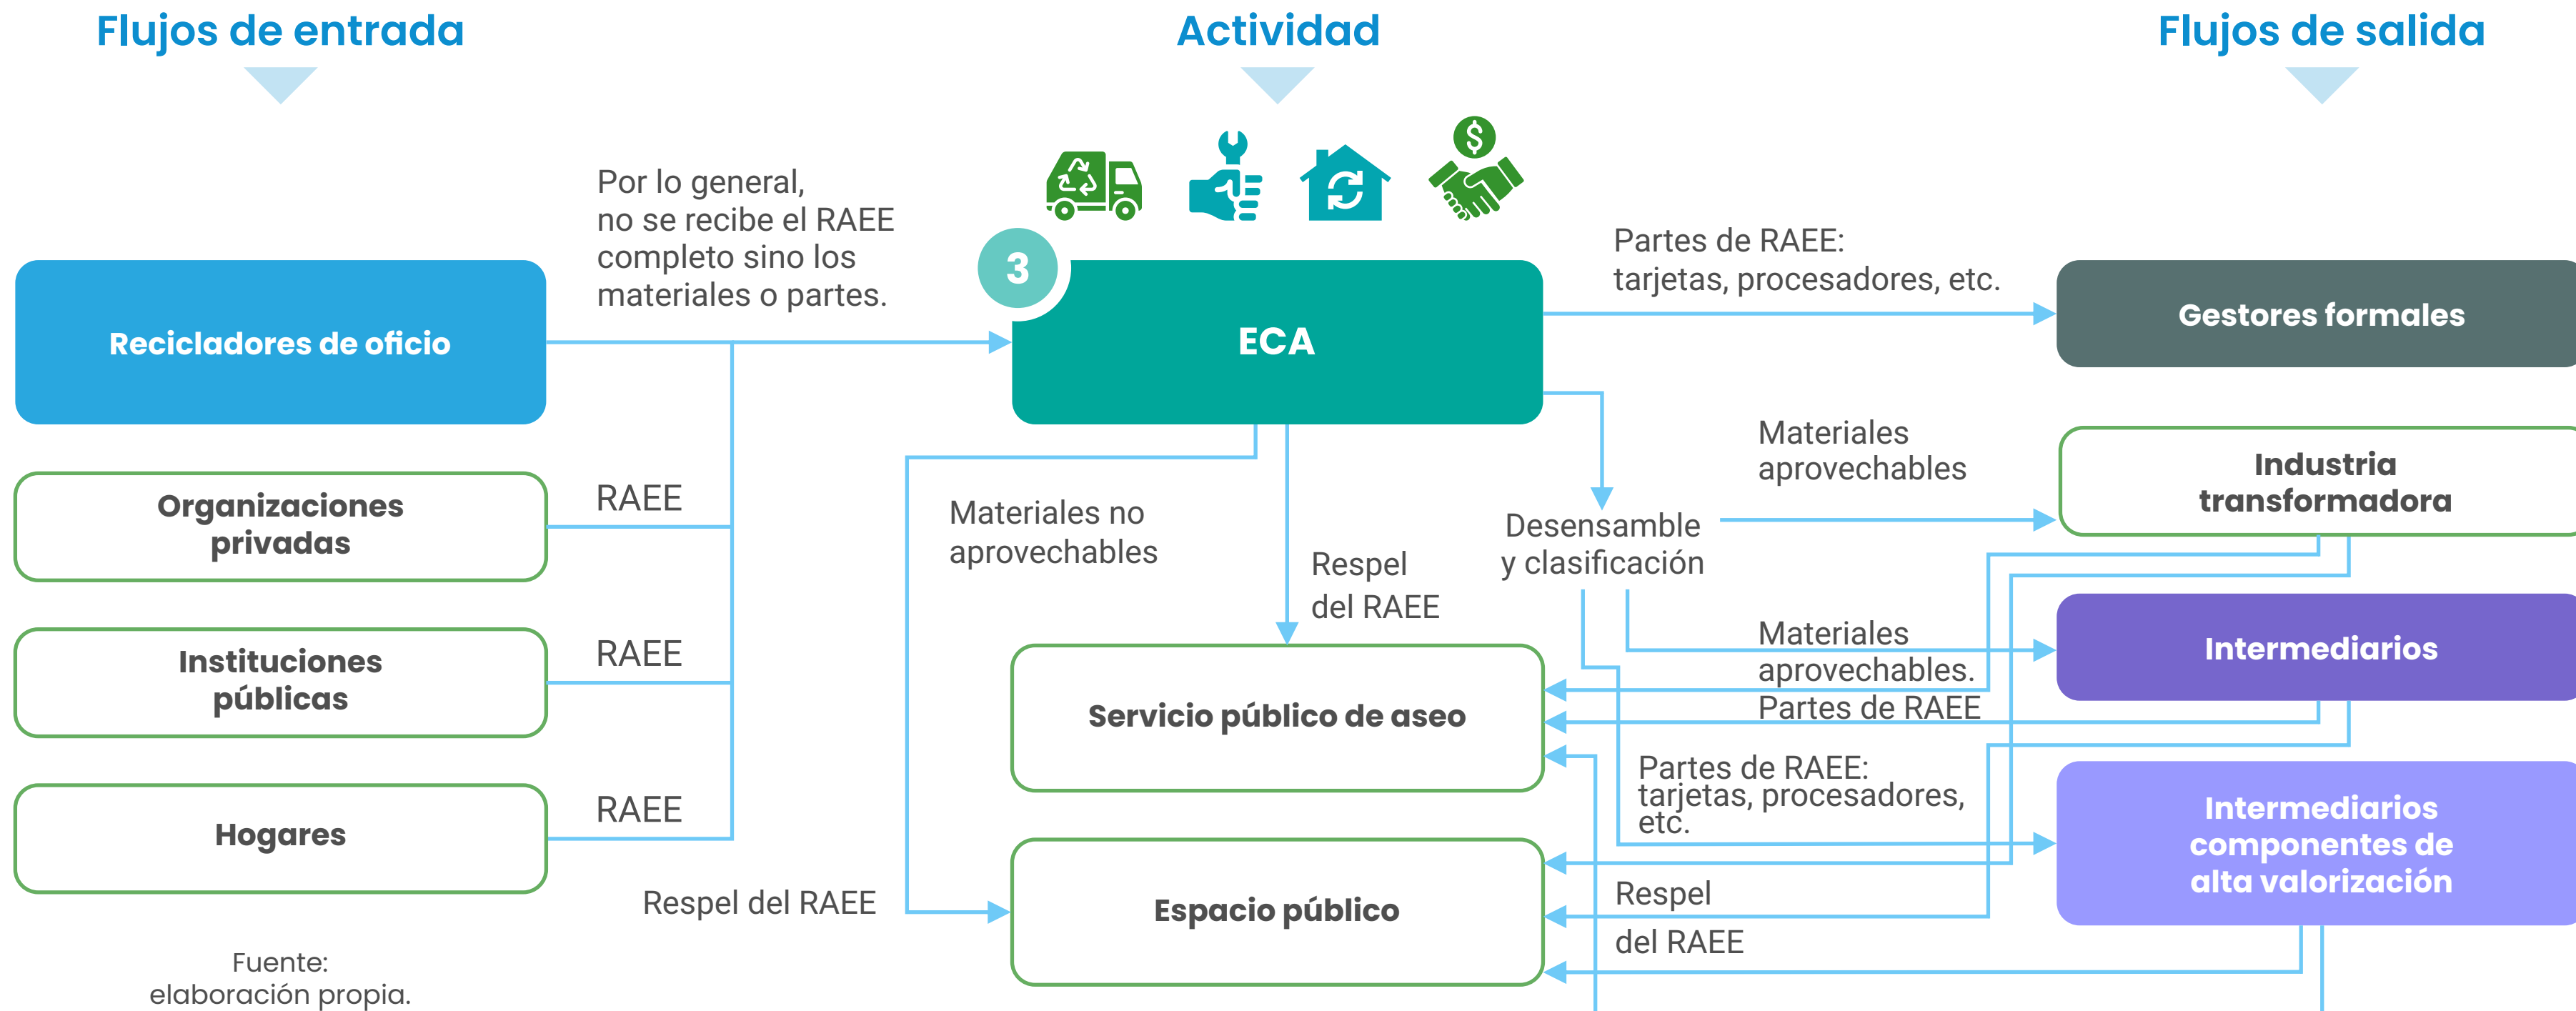 Flujos de entrada
Actividad
Flujos de salida
Por lo general,
no se recibe el RAEE
completo sino los
materiales o partes.
Recicladores de oficio
3
ECA
Partes de RAEE:
tarjetas, procesadores, etc.
Gestores formales
Organizaciones
privadas
RAEE
Instituciones
públicas
RAEE
Hogares
RAEE
Materiales no
aprovechables
Respel
del RAEE
Desensamble
y clasificación
Materiales
aprovechables
Industria
transformadora
Materiales
aprovechables.
Partes de RAEE
Intermediarios
Servicio público de aseo
Partes de RAEE:
tarjetas, procesadores,
etc.
Intermediarios
componentes de
alta valorización
Respel del RAEE
Espacio público
Respel
del RAEE
Fuente:
elaboración propia.